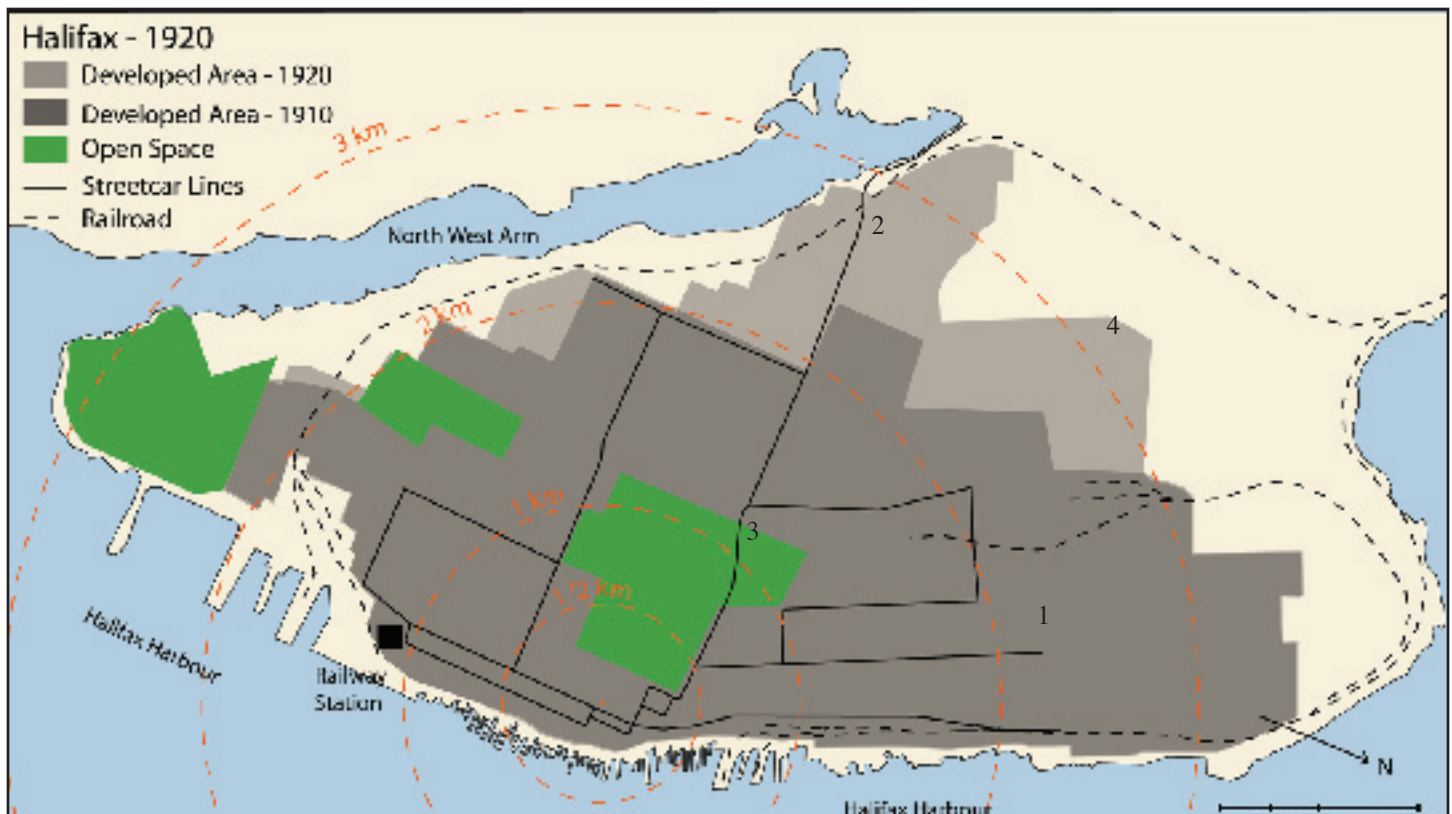 Halifax - 1920
Developed Area - 1920
Developed Area - 1910
Open Space
Streetcar Lines
Railroad
3 km
North West Arm
2
2 km
4
1 km
3
1/2 km
1
Halifax Harbour
Railway
Station
N
Halifax Harbour